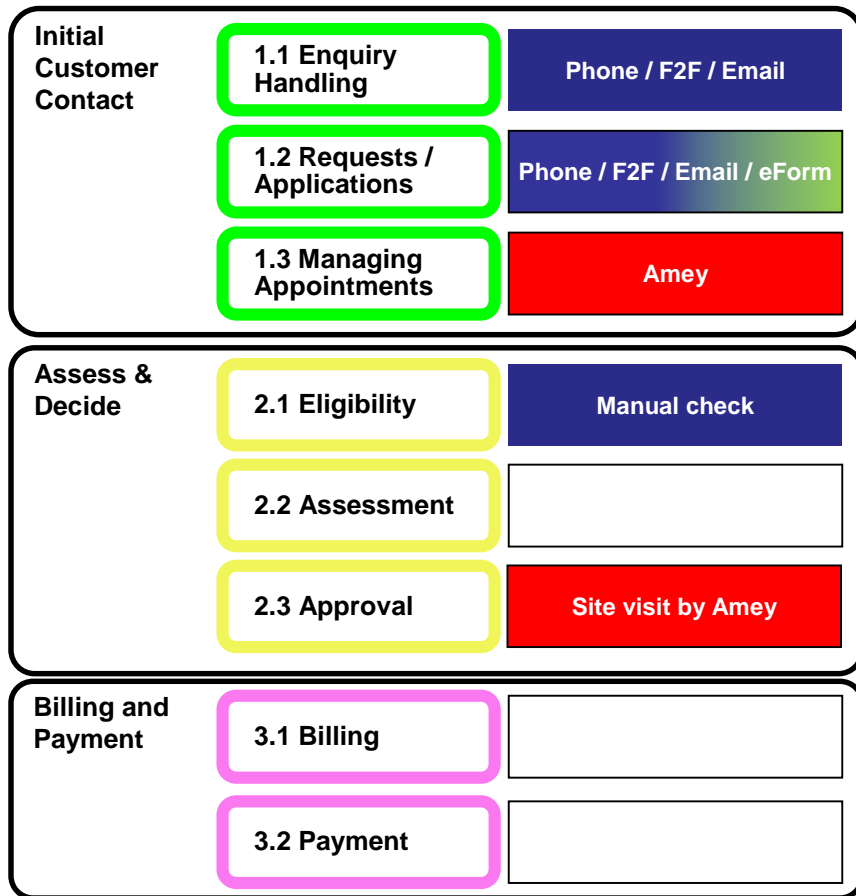 Initial
Customer
Contact
1.1 Enquiry
Handling
Phone / F2F / Email
1.2 Requests /
Applications
Phone / F2F / Email / eForm
1.3 Managing
Appointments
Amey
Assess &
Decide
2.1 Eligibility
Manual check
2.2 Assessment
2.3 Approval
Site visit by Amey
Billing and
Payment
3.1 Billing
3.2 Payment